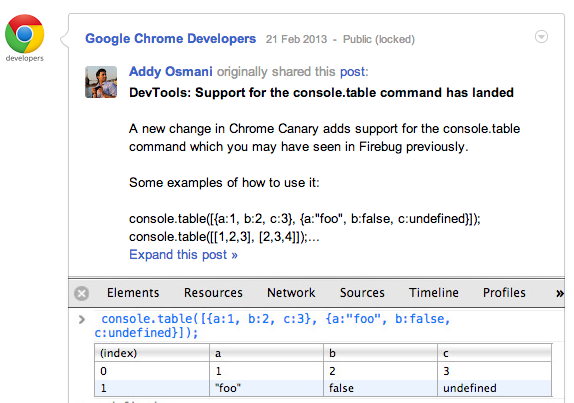 developers
Google Chrome Developers 21 Feb 2013 - Public (locked)
Addy Osmani originally shared this post:
DevTools: Support for the console.table command has landed
A new change in Chrome Canary adds support for the console.table
command which you may have seen in Firebug previously.
Some examples of how to use it:
console.table([{a:1, b:2, c:3}, {a:"foo", b:false, c:undefined}]);
console.table([[1,2,3], [2,3,4]]);...
Expand this post »
Elements Resources Network Sources Timeline Profiles »
> console.table([{a:1, b:2, c:3}, {a:"foo", b:false,
c:undefined}]);
(index) a b c
0 1 2 3
1 "foo" false undefined